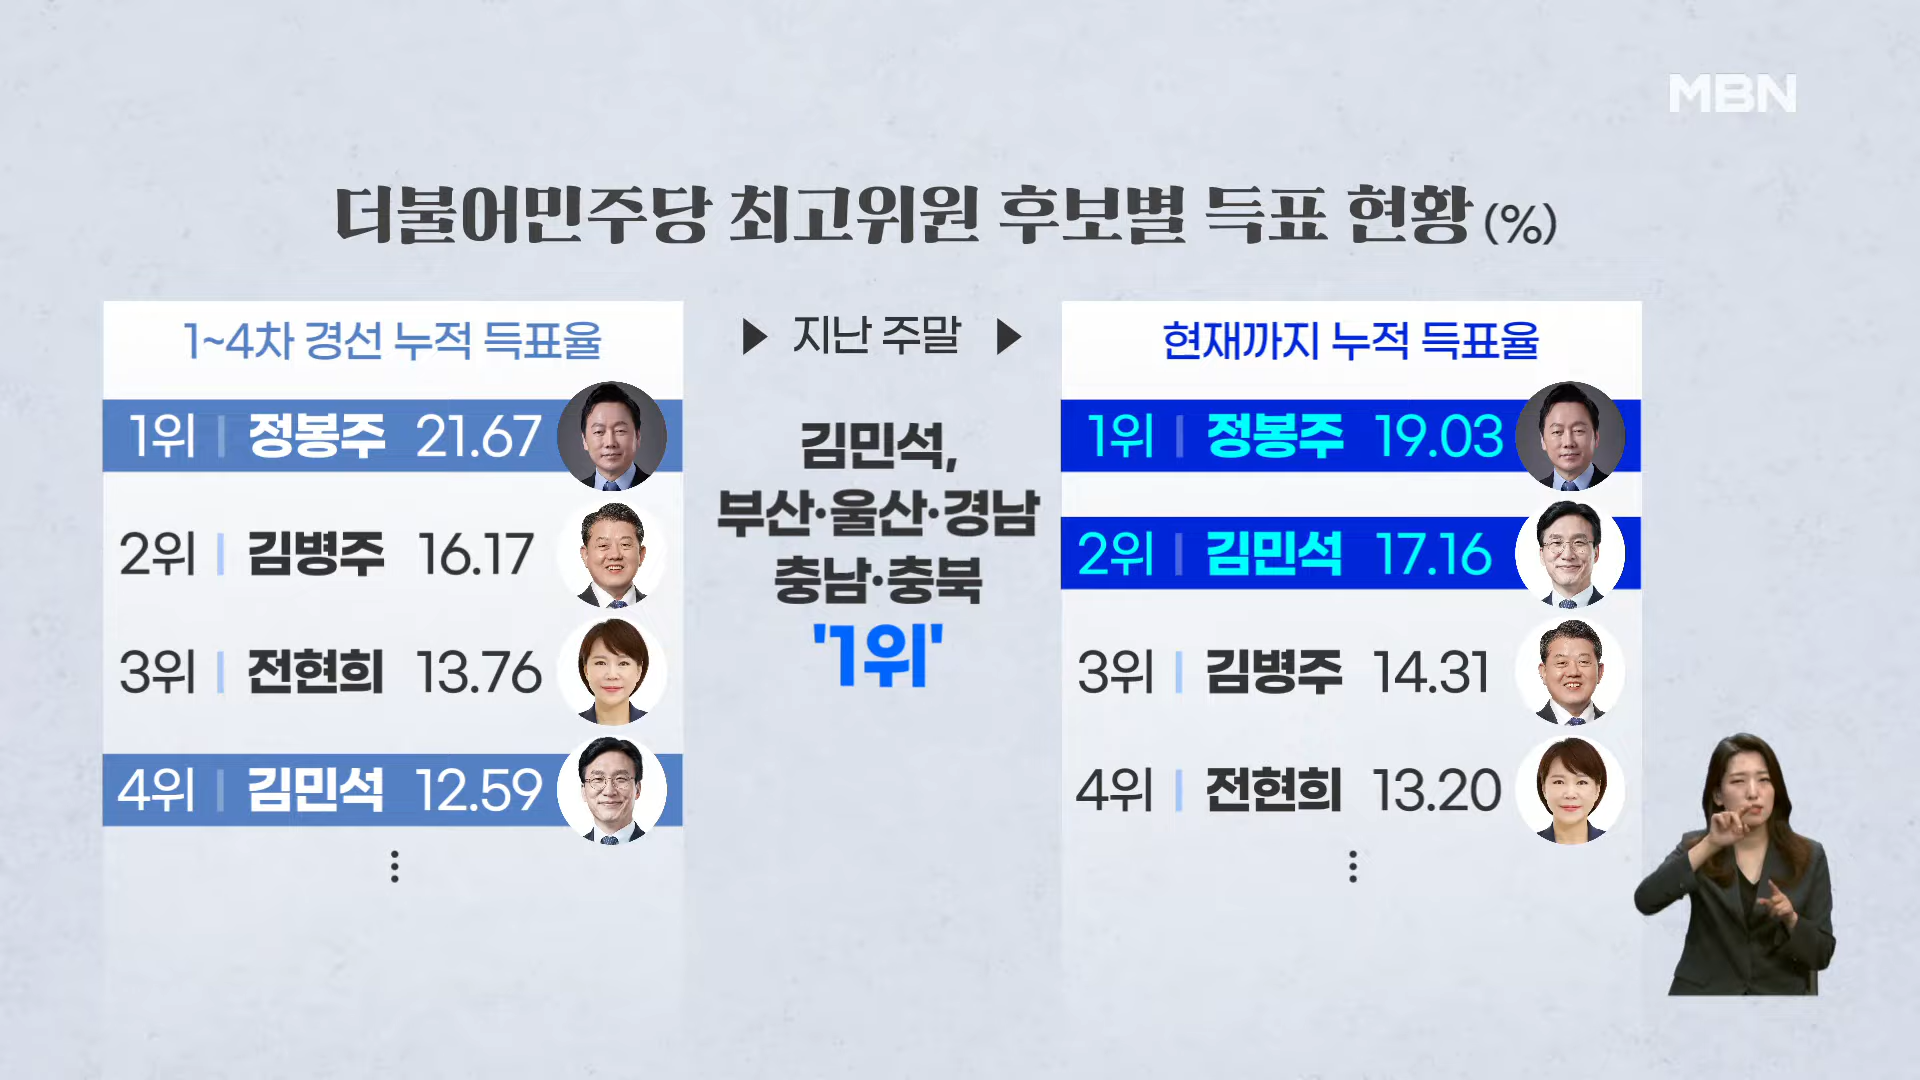 MBN
더불어민주당 최고위원 후보별 득표 현황 (%)
1~4차 경선 누적 득표율
1위 | 정봉주 21.67
2위 | 김병주 16.17
3위 | 전현희 13.76
4위 | 김민석 12.59
⋮
▶ 지난 주말 ▶
김민석,
부산·울산·경남
충남·충북
'1위'
현재까지 누적 득표율
1위 | 정봉주 19.03
2위 | 김민석 17.16
3위 | 김병주 14.31
4위 | 전현희 13.20
⋮